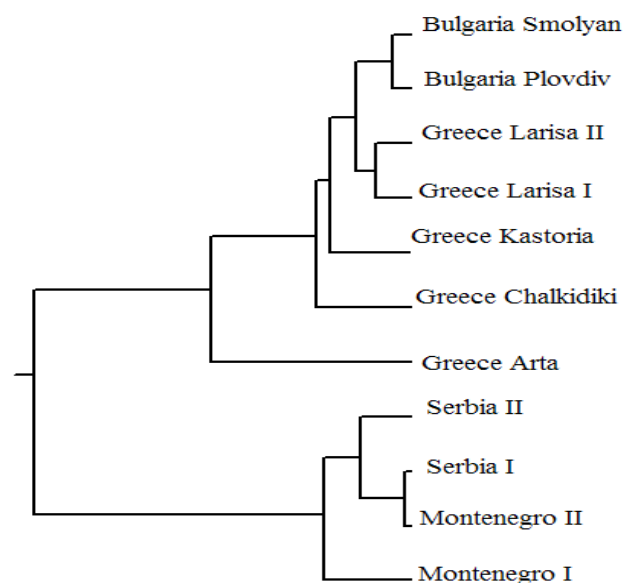 Bulgaria Smolyan
Bulgaria Plovdiv
Greece Larisa II
Greece Larisa I
Greece Kastoria
Greece Chalkidiki
Greece Arta
Serbia II
Serbia I
Montenegro II
Montenegro I